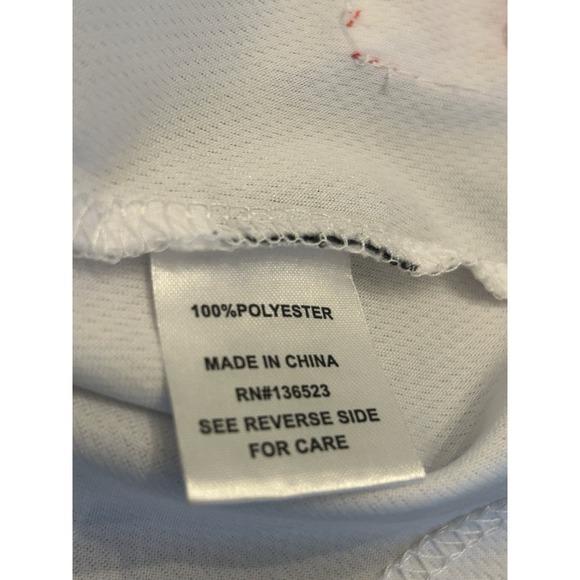 100%POLYESTER
MADE IN CHINA
RN#136523
SEE REVERSE SIDE
FOR CARE